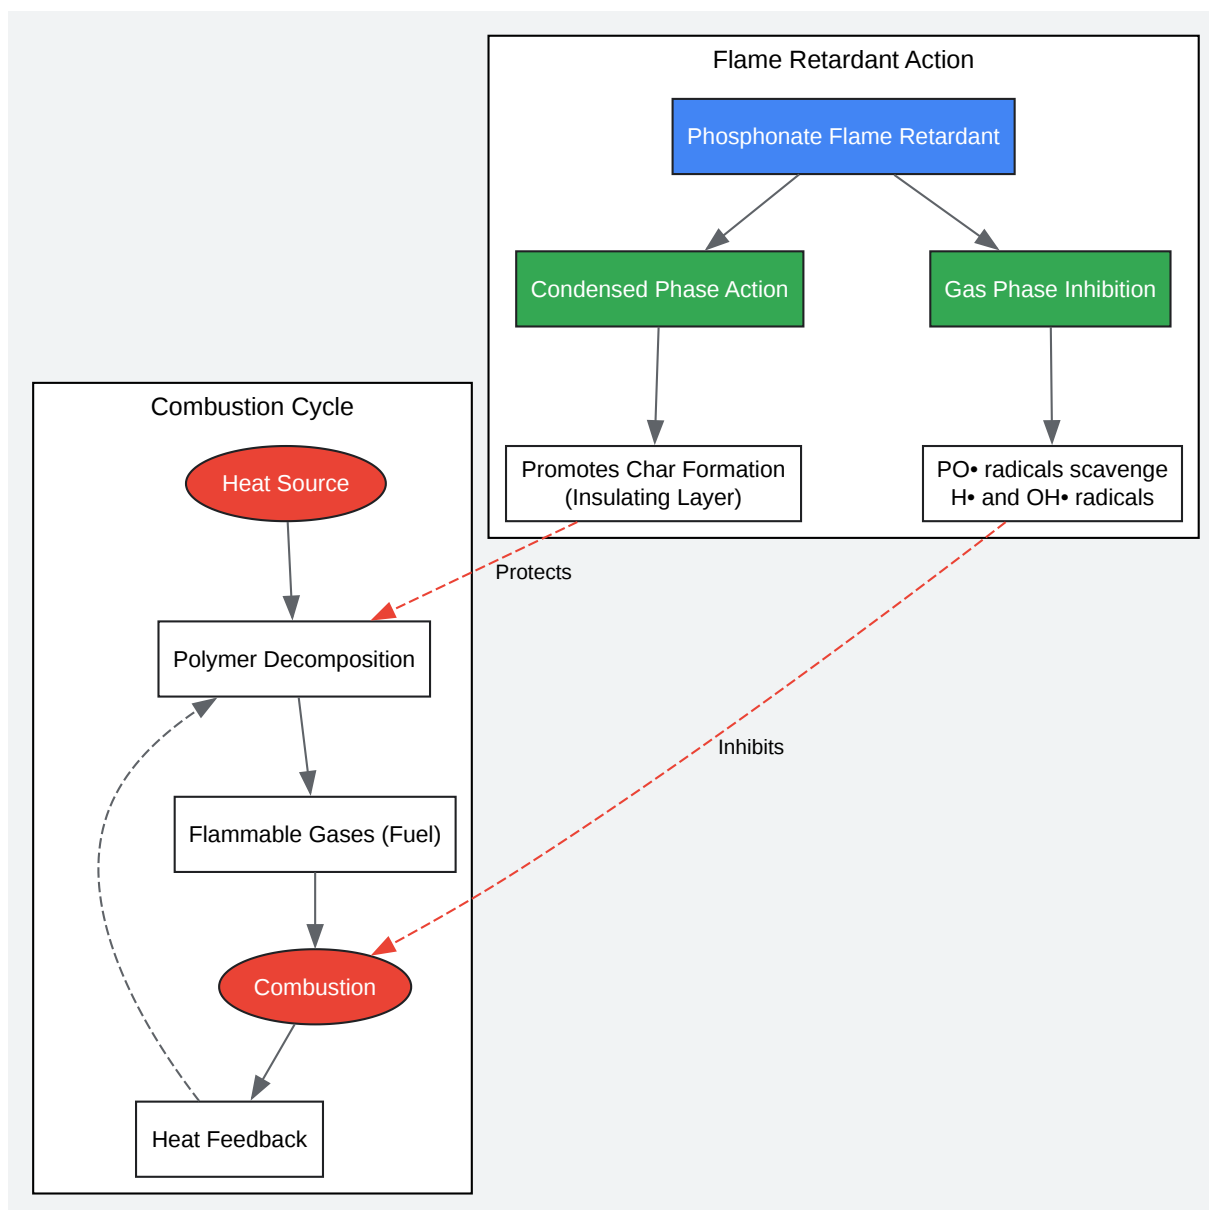 Flame Retardant Action
Phosphonate Flame Retardant
Condensed Phase Action
Gas Phase Inhibition
Promotes Char Formation
(Insulating Layer)
PO• radicals scavenge
H• and OH• radicals
Combustion Cycle
Heat Source
Protects
Polymer Decomposition
Inhibits
Flammable Gases (Fuel)
Combustion
Heat Feedback